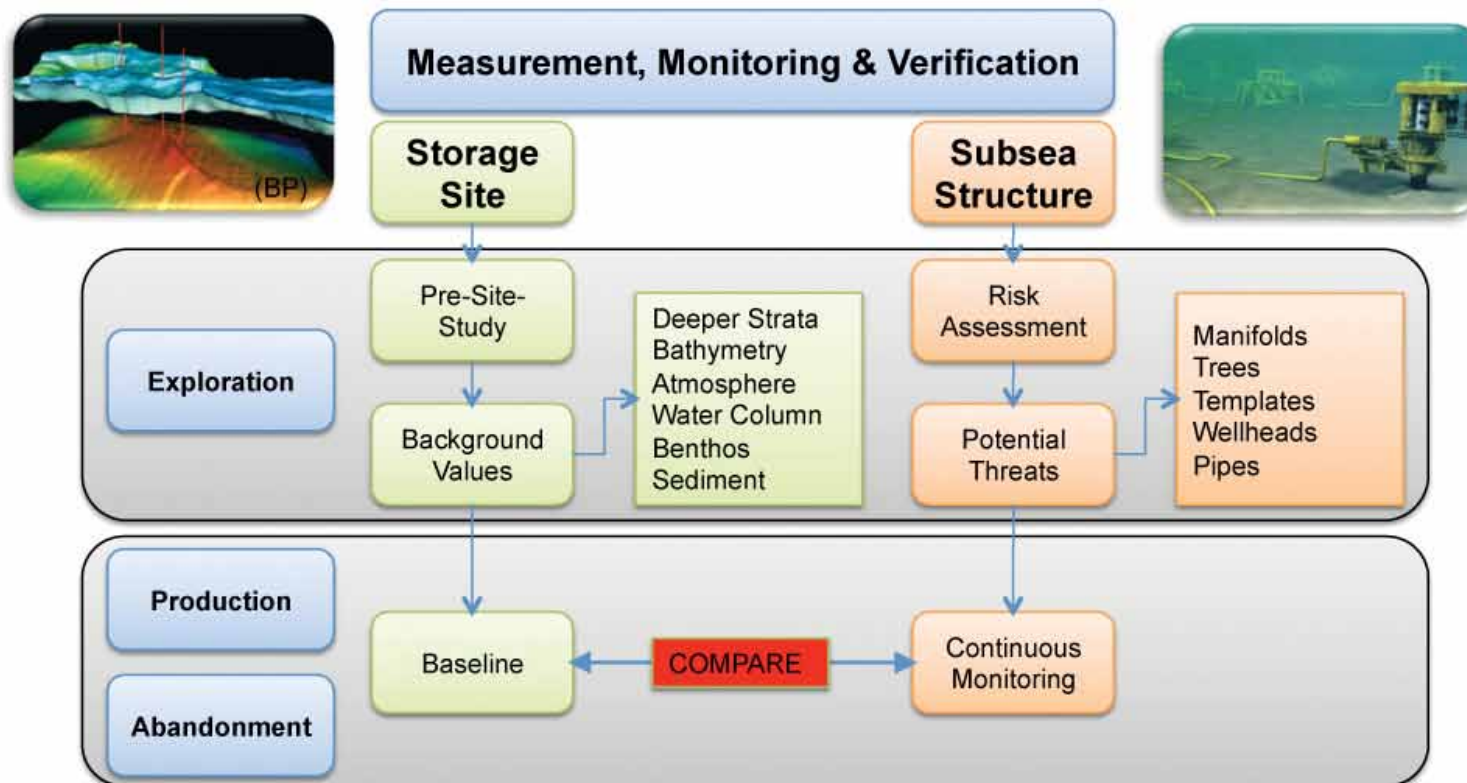 Measurement, Monitoring & Verification
(BP)
Storage
Site
Subsea
Structure
Exploration
Pre-Site-
Study
Background
Values
Deeper Strata
Bathymetry
Atmosphere
Water Column
Benthos
Sediment
Risk
Assessment
Potential
Threats
Manifolds
Trees
Templates
Wellheads
Pipes
Production
Abandonment
Baseline
COMPARE
Continuous
Monitoring